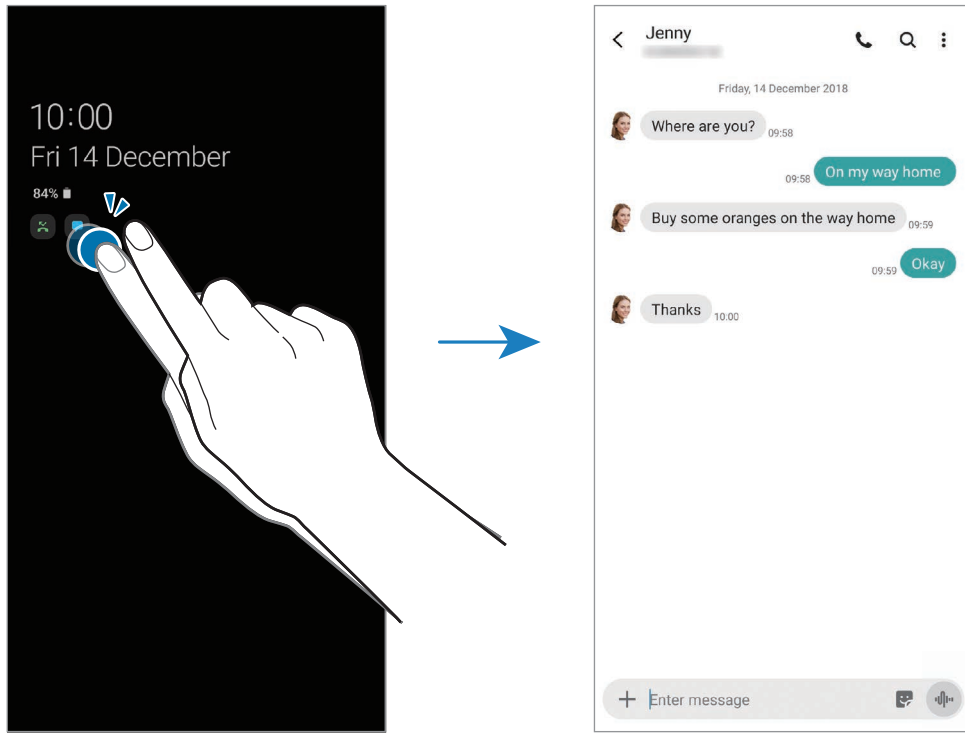 10:00
Fri 14 December
84%
Jenny
Friday, 14 December 2018
Where are you?
09:58
09:58
On my way home
Buy some oranges on the way home
09:59
09:59
Okay
Thanks
10:00
Enter message